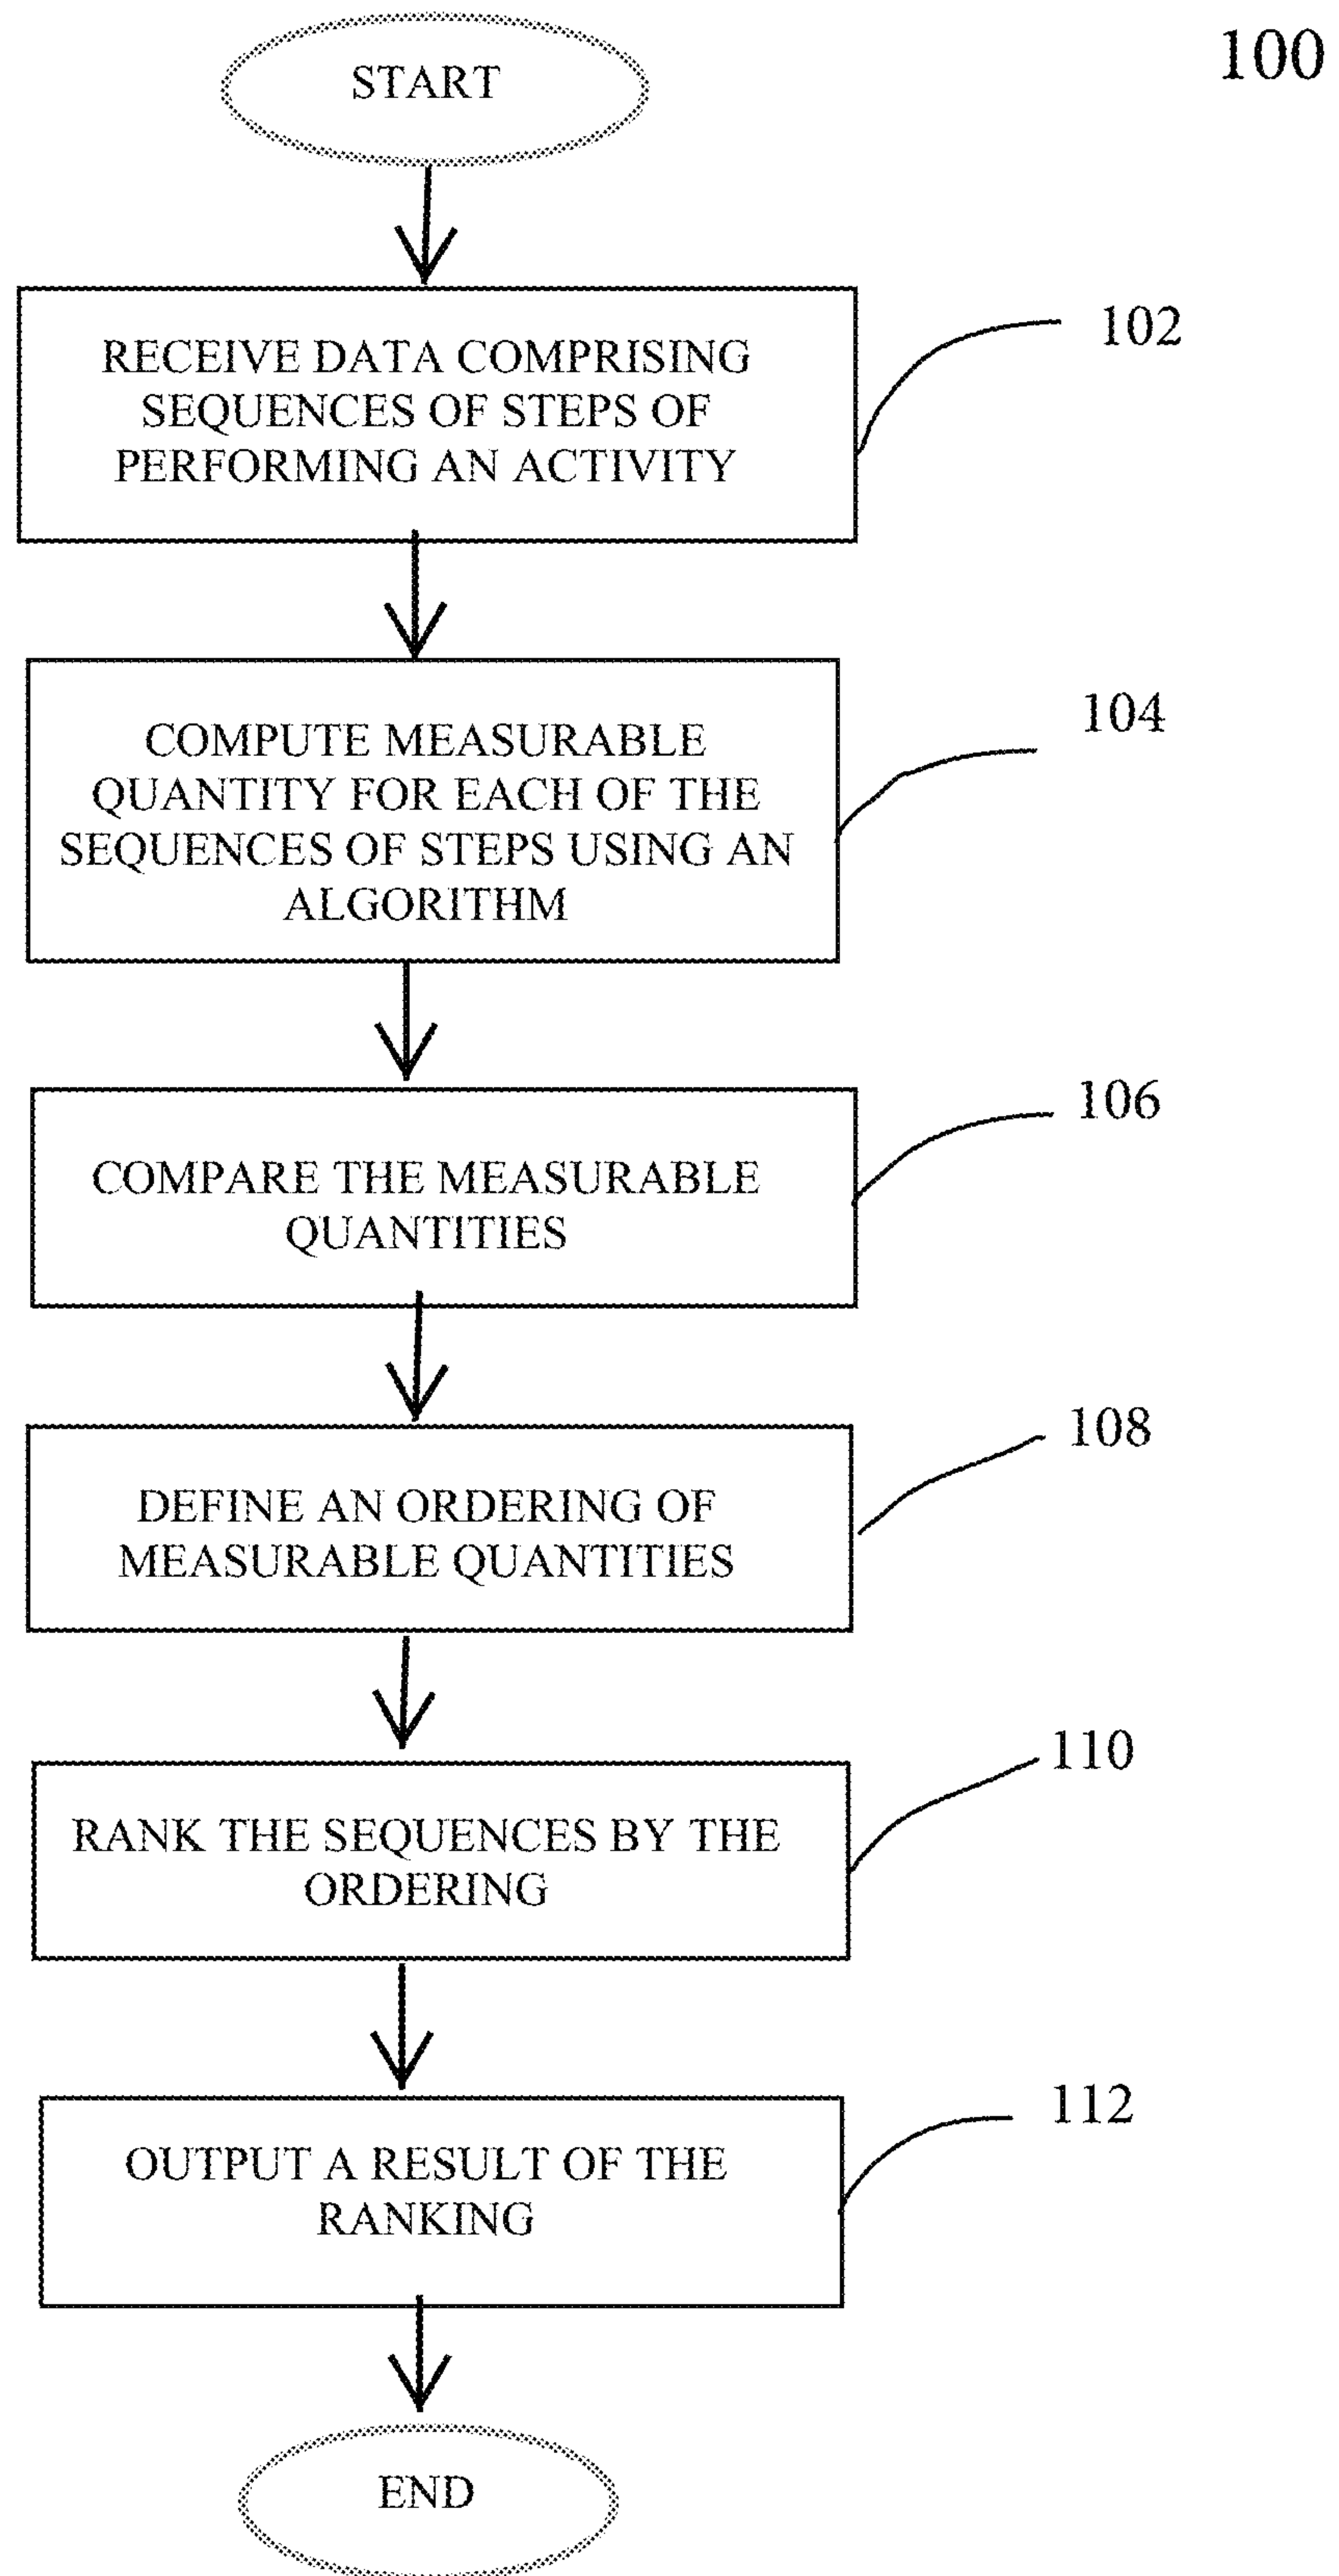 START
100
RECEIVE DATA COMPRISING
SEQUENCES OF STEPS OF
PERFORMING AN ACTIVITY
102
COMPUTE MEASURABLE
QUANTITY FOR EACH OF THE
SEQUENCES OF STEPS USING AN
ALGORITHM
104
COMPARE THE MEASURABLE
QUANTITIES
106
DEFINE AN ORDERING OF
MEASURABLE QUANTITIES
108
RANK THE SEQUENCES BY THE
ORDERING
110
OUTPUT A RESULT OF THE
RANKING
112
END